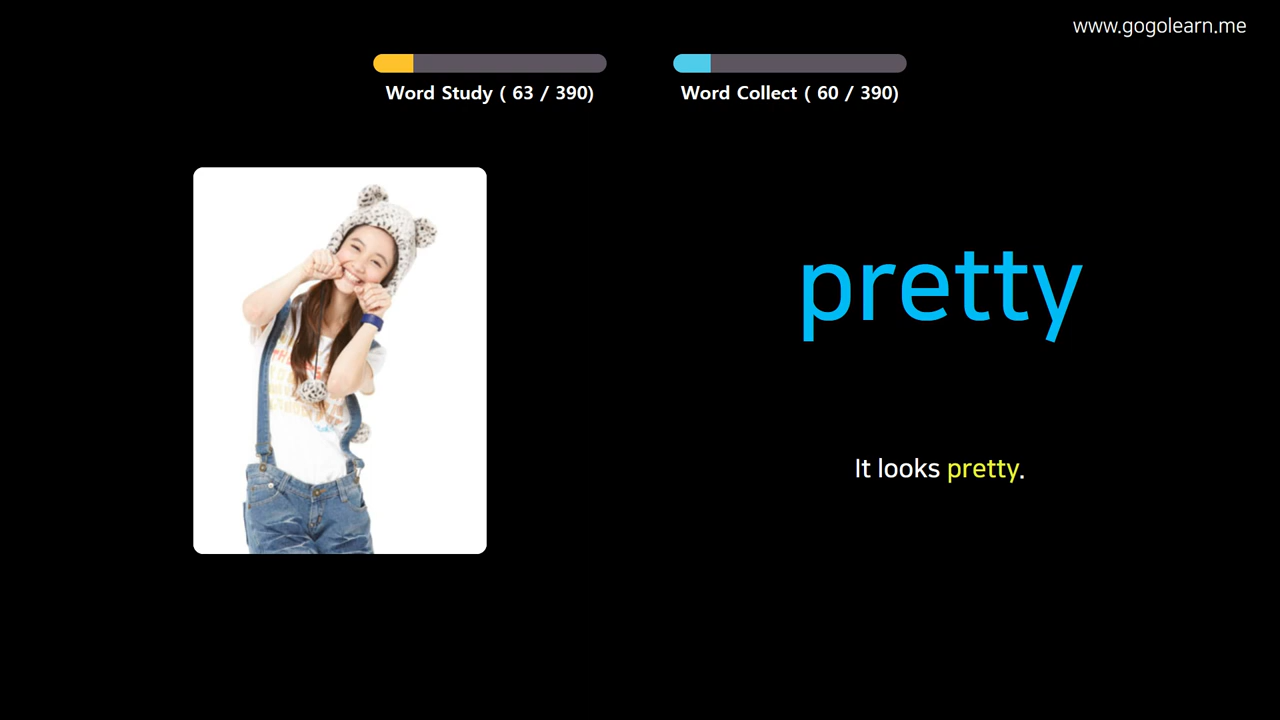 www.gogolearn.me
Word Study ( 63 / 390)
Word Collect ( 60 / 390)
pretty
It looks pretty.